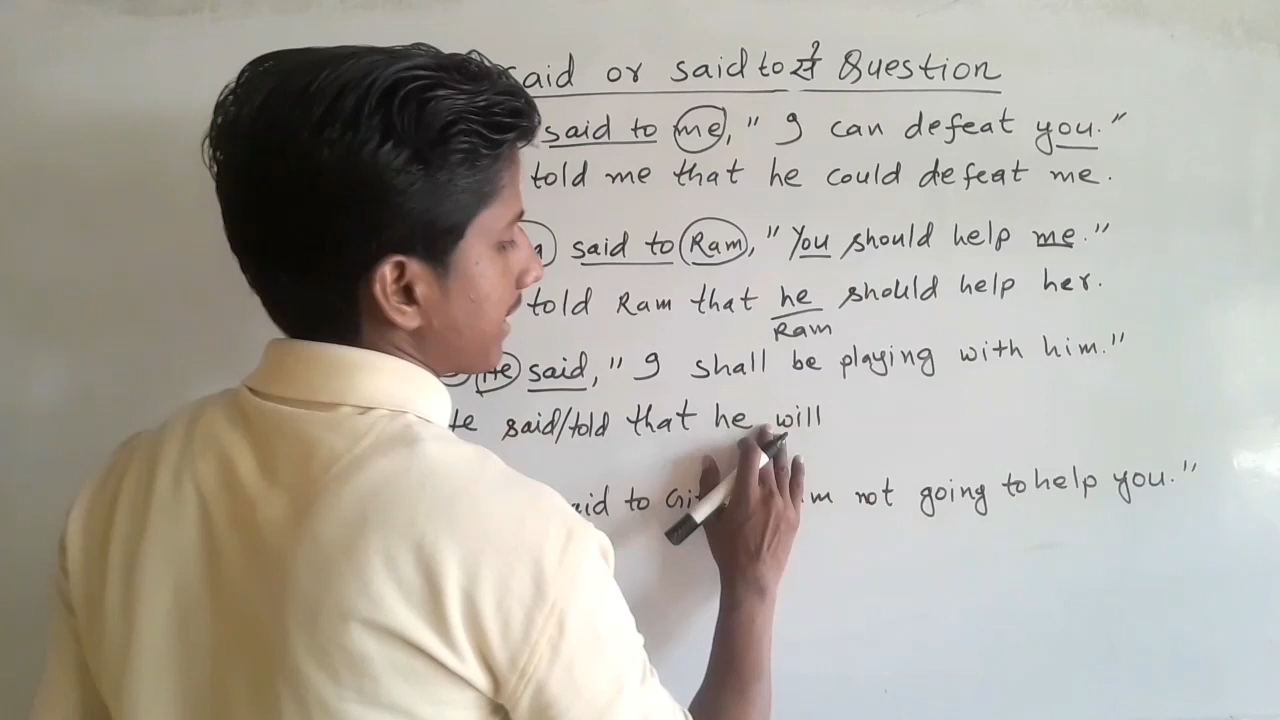 said or said to से Question
said to me, "I can defeat you."
told me that he could defeat me.
said to Ram, "You should help me."
told Ram that he should help her.
Ram
He said, "I shall be playing with him."
He said/told that he will
to not going to help you."